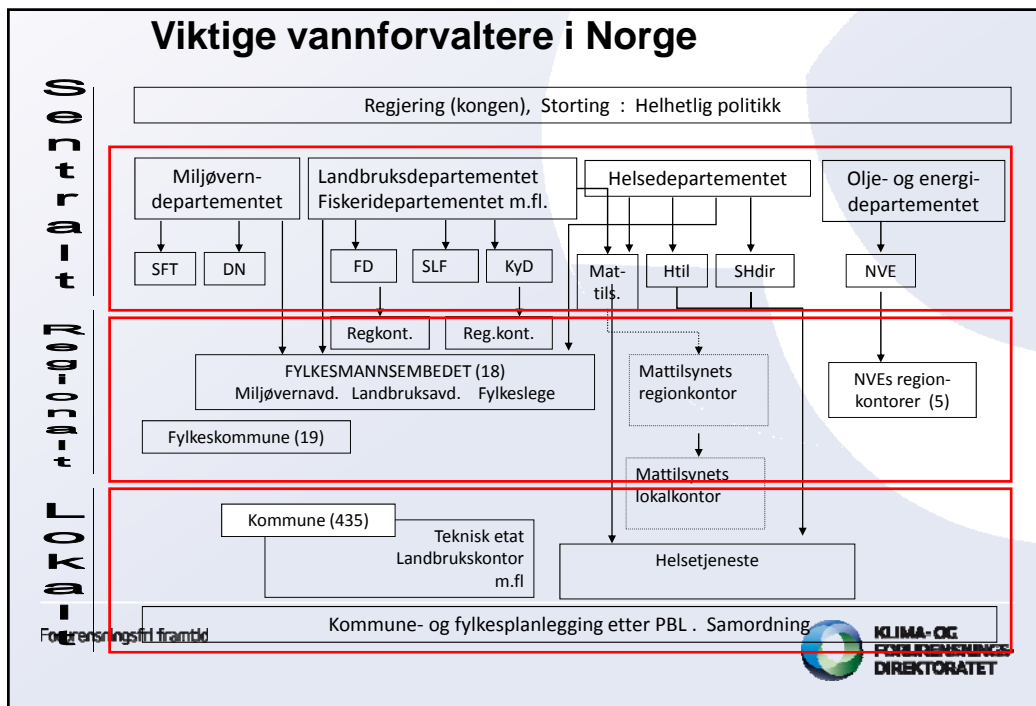 Viktige vannforvaltere i Norge
Sentralt
Regjering (kongen), Storting : Helhetlig politikk
Miljøvern-
departementet
Landbruksdepartementet
Fiskeridepartementet m.fl.
Helsedepartementet
Olje- og energi-
departementet
SFT
DN
FD
SLF
KyD
Mat-
tils.
Htil
SHdir
NVE
Regionalt
Regkont.
Reg.kont.
FYLKESMANNSEMBEDET (18)
Miljøvernavd. Landbruksavd. Fylkeslege
Mattilsynets
regionkontor
NVEs region-
kontorer (5)
Fylkeskommune (19)
Mattilsynets
lokalkontor
Lokalt
Kommune (435)
Teknisk etat
Landbrukskontor
m.fl
Helsetjeneste
Kommune- og fylkesplanlegging etter PBL . Samordning
Forurensningsfri framtid
KLIMA- OG
FORURENSNINGS-
DIREKTORATET